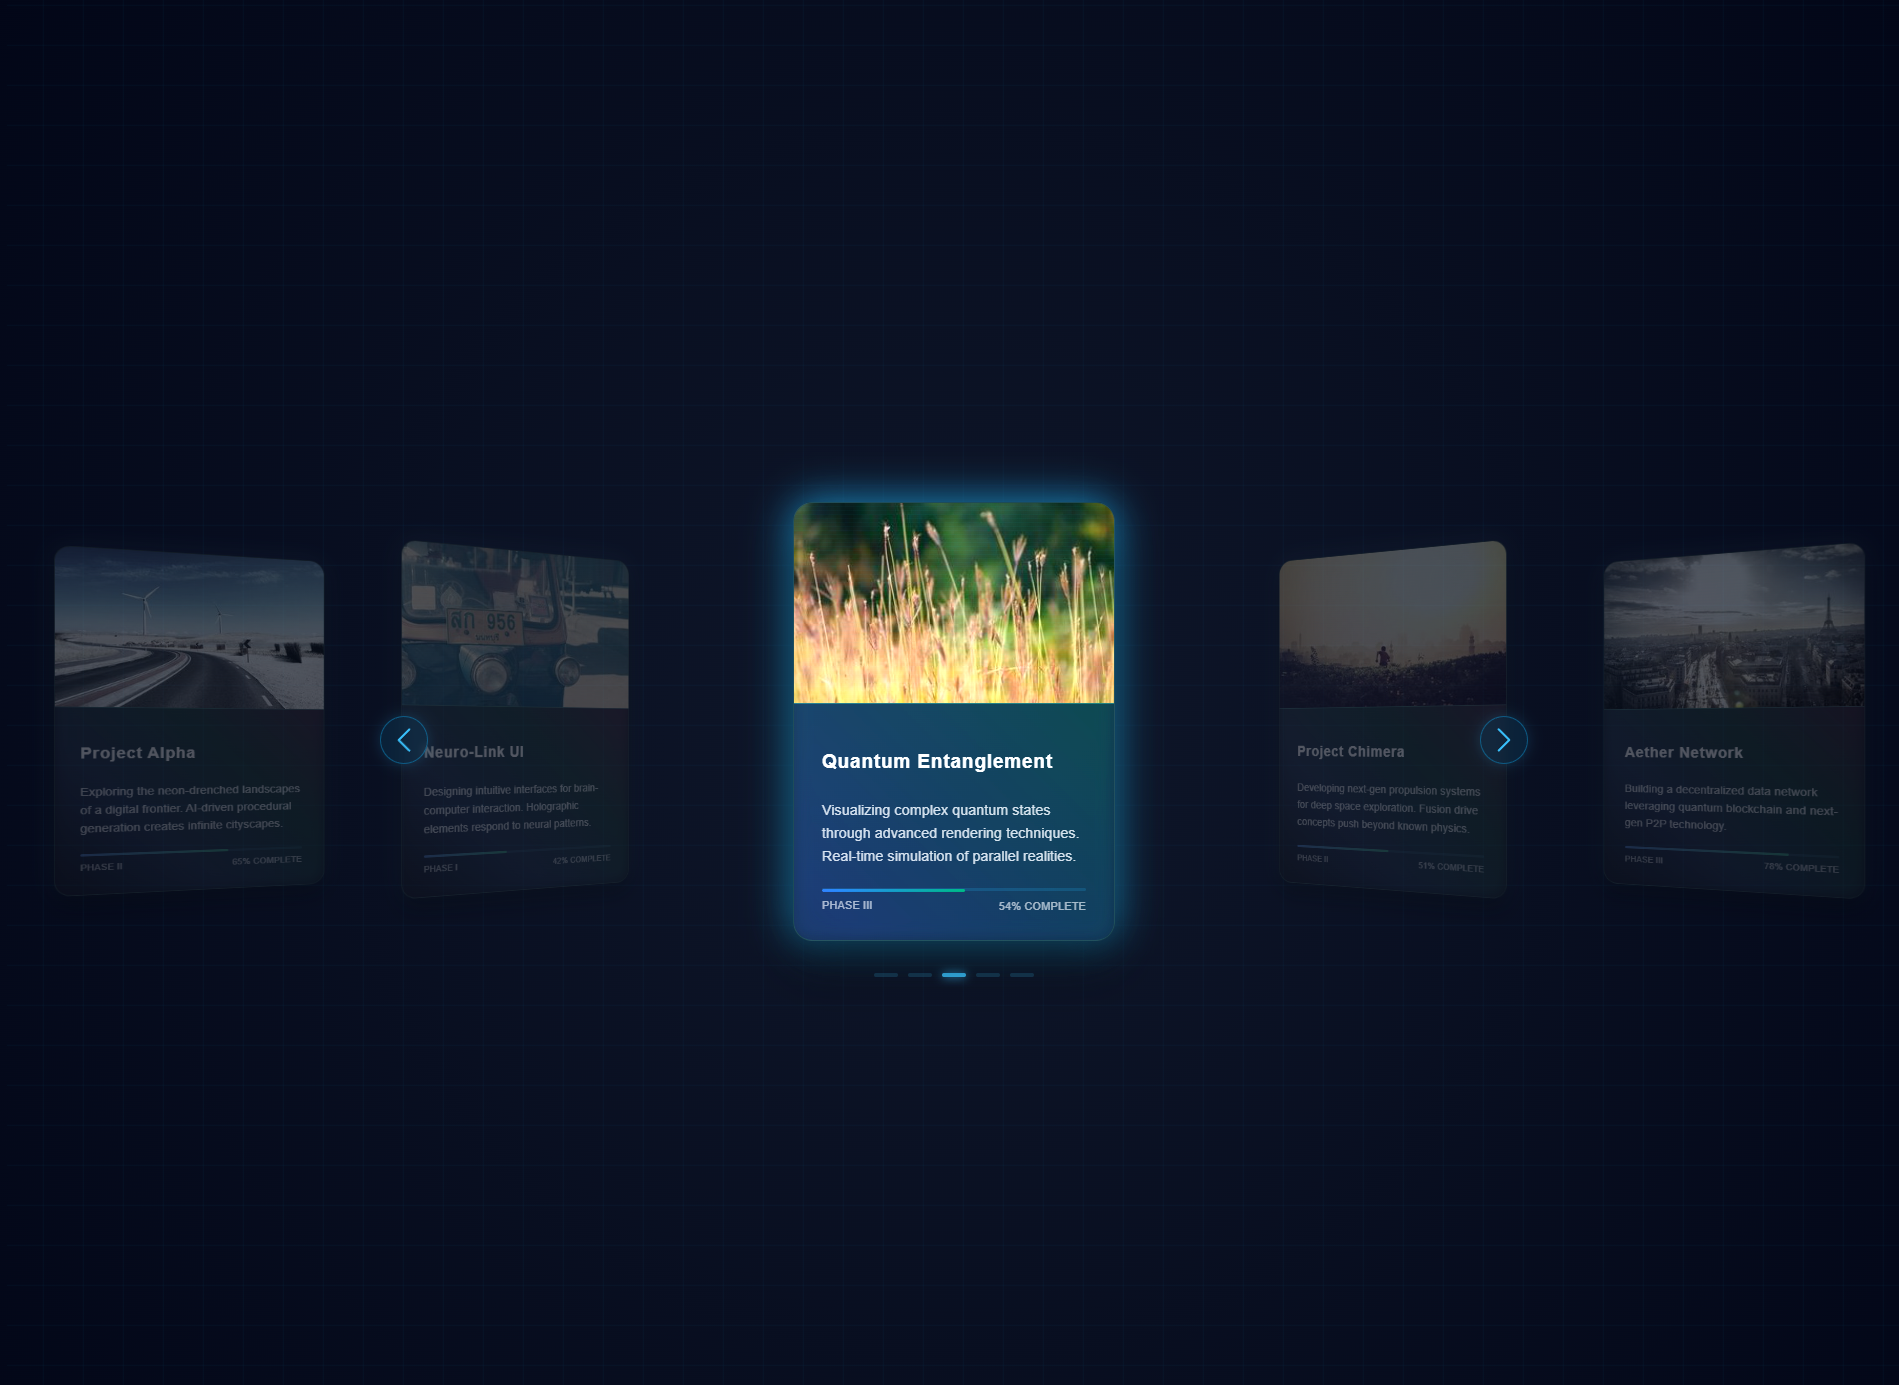 Project Alpha
Exploring the neon-drenched landscapes
of a digital frontier. AI-driven procedural
generation creates infinite cityscapes.
PHASE II
65% COMPLETE
สก 956
Neuro-Link UI
Designing intuitive interfaces for brain-
computer interaction. Holographic
elements respond to neural patterns.
PHASE I
42% COMPLETE
Quantum Entanglement
Visualizing complex quantum states
through advanced rendering techniques.
Real-time simulation of parallel realities.
PHASE III
54% COMPLETE
Project Chimera
Developing next-gen propulsion systems
for deep space exploration. Fusion drive
concepts push beyond known physics.
PHASE II
51% COMPLETE
Aether Network
Building a decentralized data network
leveraging quantum blockchain and next-
gen P2P technology.
PHASE III
78% COMPLETE